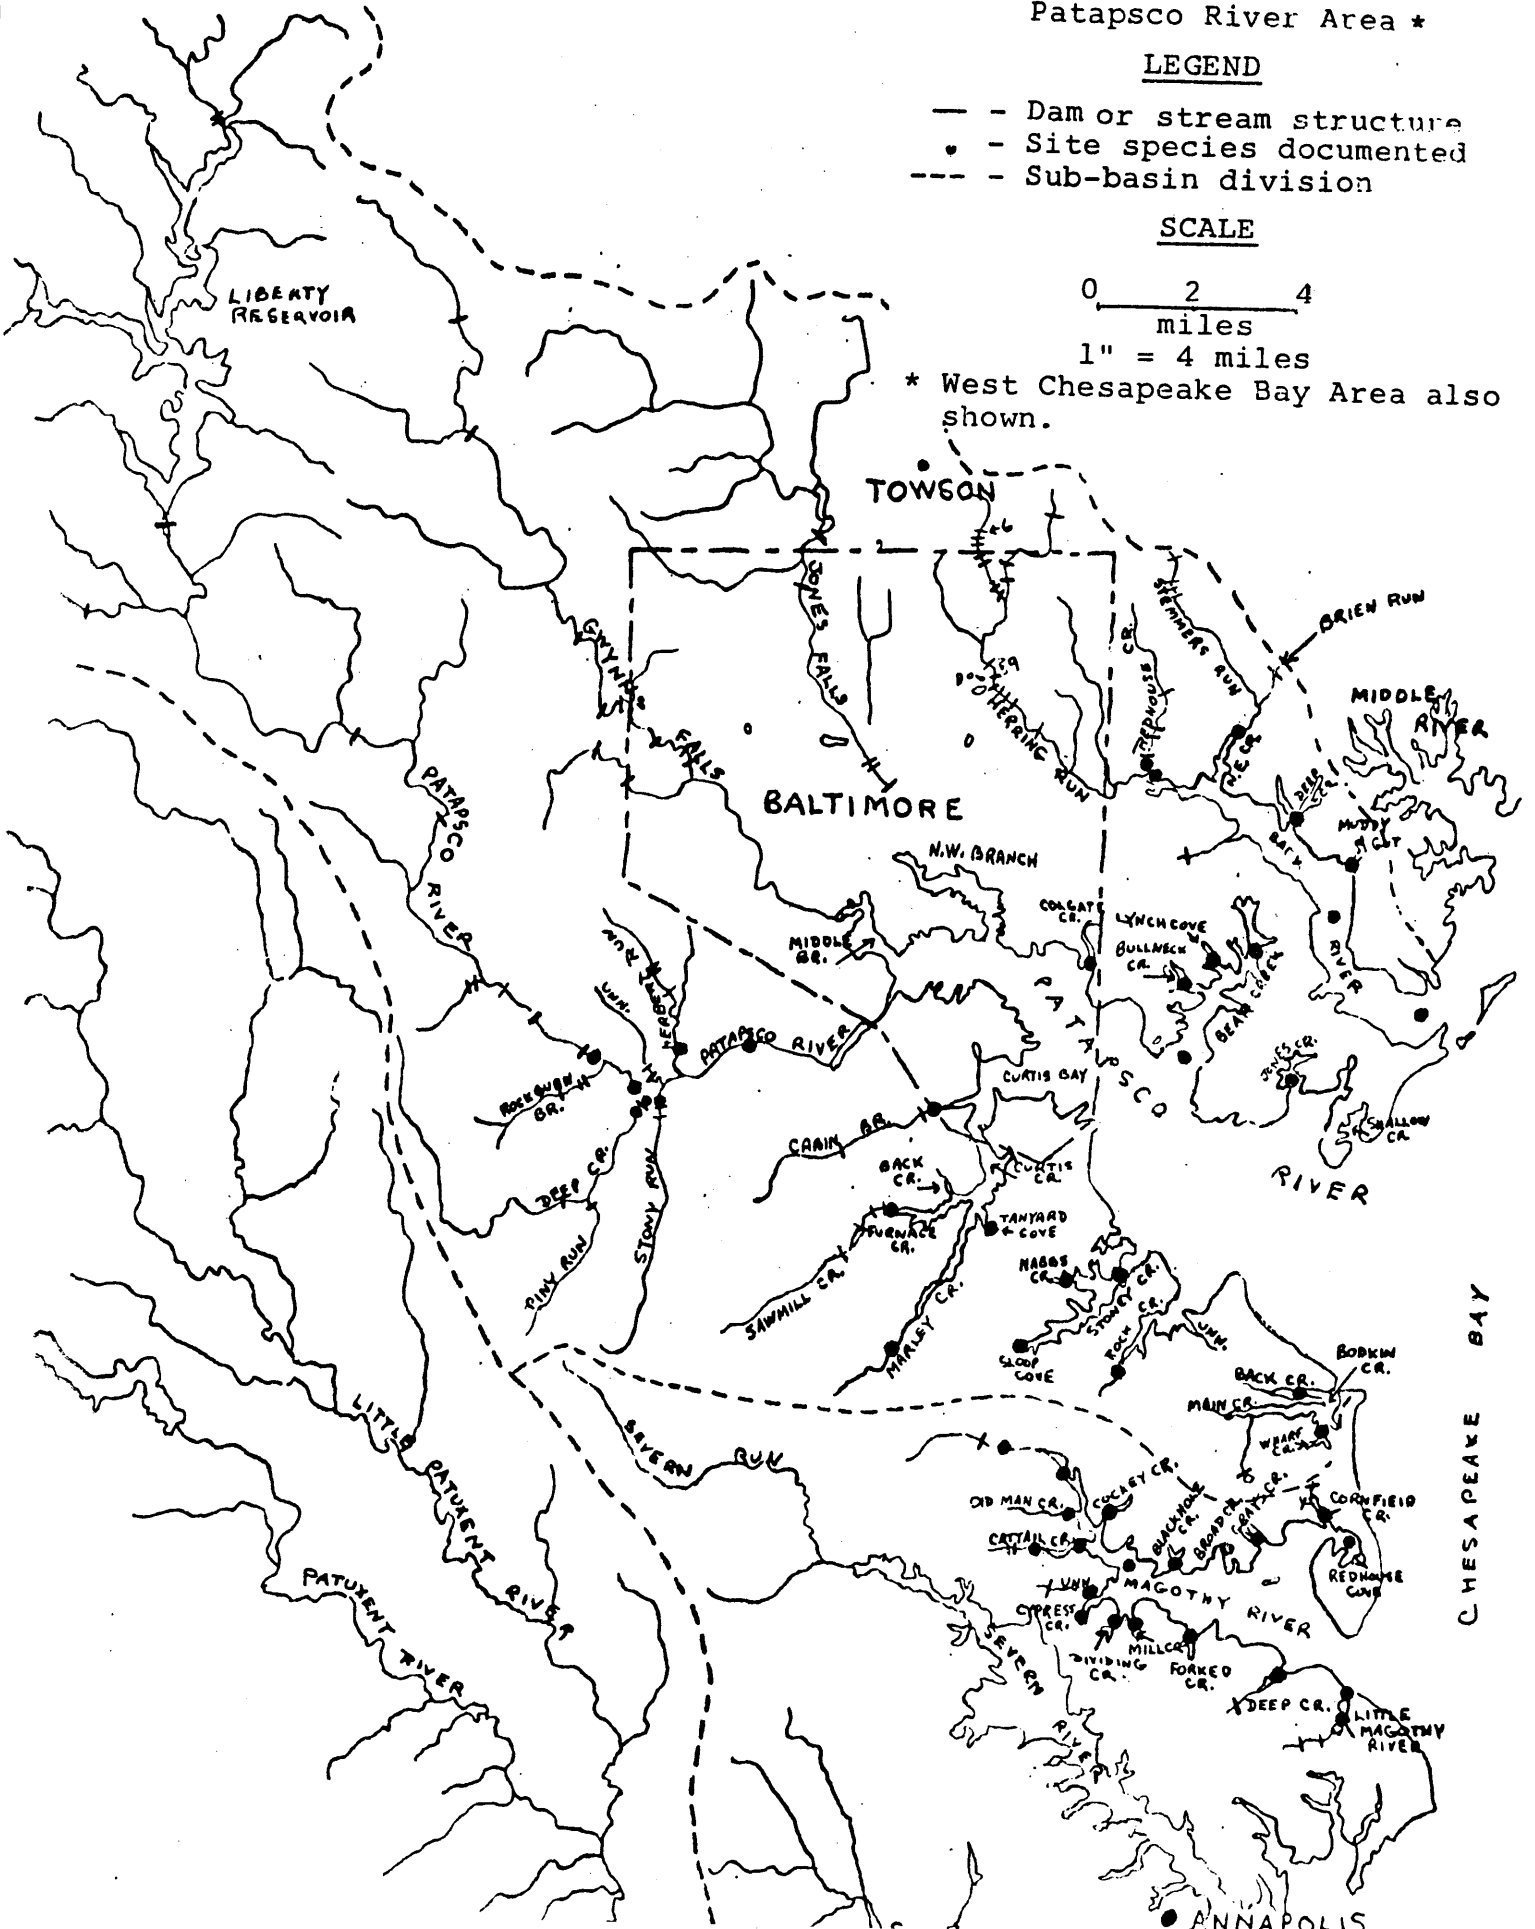 Patapsco River Area *
LEGEND
— - Dam or stream structure
• - Site species documented
--- - Sub-basin division
SCALE
0 2 4
miles
1" = 4 miles
* West Chesapeake Bay Area also
shown.
LIBERTY
RESERVOIR
TOWSON
6
JONES FALLS
GWYNNS
FALLS
HERRING RUN
REDHOUSE CR.
STEMMERS RUN
BRIEN RUN
MIDDLE
RIVER
N.E. CR.
DEEP
CR.
MUDDY
GUT
BACK
RIVER
BALTIMORE
PATAPSCO
RIVER
N.W. BRANCH
MIDDLE
BR.
COLGATE
CR.
LYNCH COVE
BULLNECK
CR.
BEAR CREEK
JONES CR.
SHALLOW
CR
PATAPSCO
RIVER
HERBERT RUN
UNN.
PATAPSCO RIVER
ROCKBURN
BR.
DEEP CR.
PINY RUN
STONY RUN
CABIN BR.
CURTIS BAY
CURTIS
CR.
BACK
CR.
FURNACE
CR.
TANYARD
COVE
SAWMILL CR.
MARLEY CR.
NABBS
CR.
STONEY CR.
ROCK CR.
SLOOP
COVE
UNN.
BODKIN
CR.
BACK CR.
MAIN CR.
WHARF
CR.
CHESAPEAKE BAY
LITTLE
PATUXENT
RIVER
PATUXENT
RIVER
SEVERN RUN
OLD MAN CR.
COCKEY CR.
CATTAIL CR.
BLACKHOLE
CR.
BROAD CR.
GRAYS CR.
CORNFIELD
CR.
REDHOUSE
COVE
UNN
MAGOTHY RIVER
CYPRESS
CR.
DIVIDING
CR.
MILL CR
FORKED
CR.
DEEP CR.
LITTLE
MAGOTHY
RIVER
SEVERN
RIVER
ANNAPOLIS